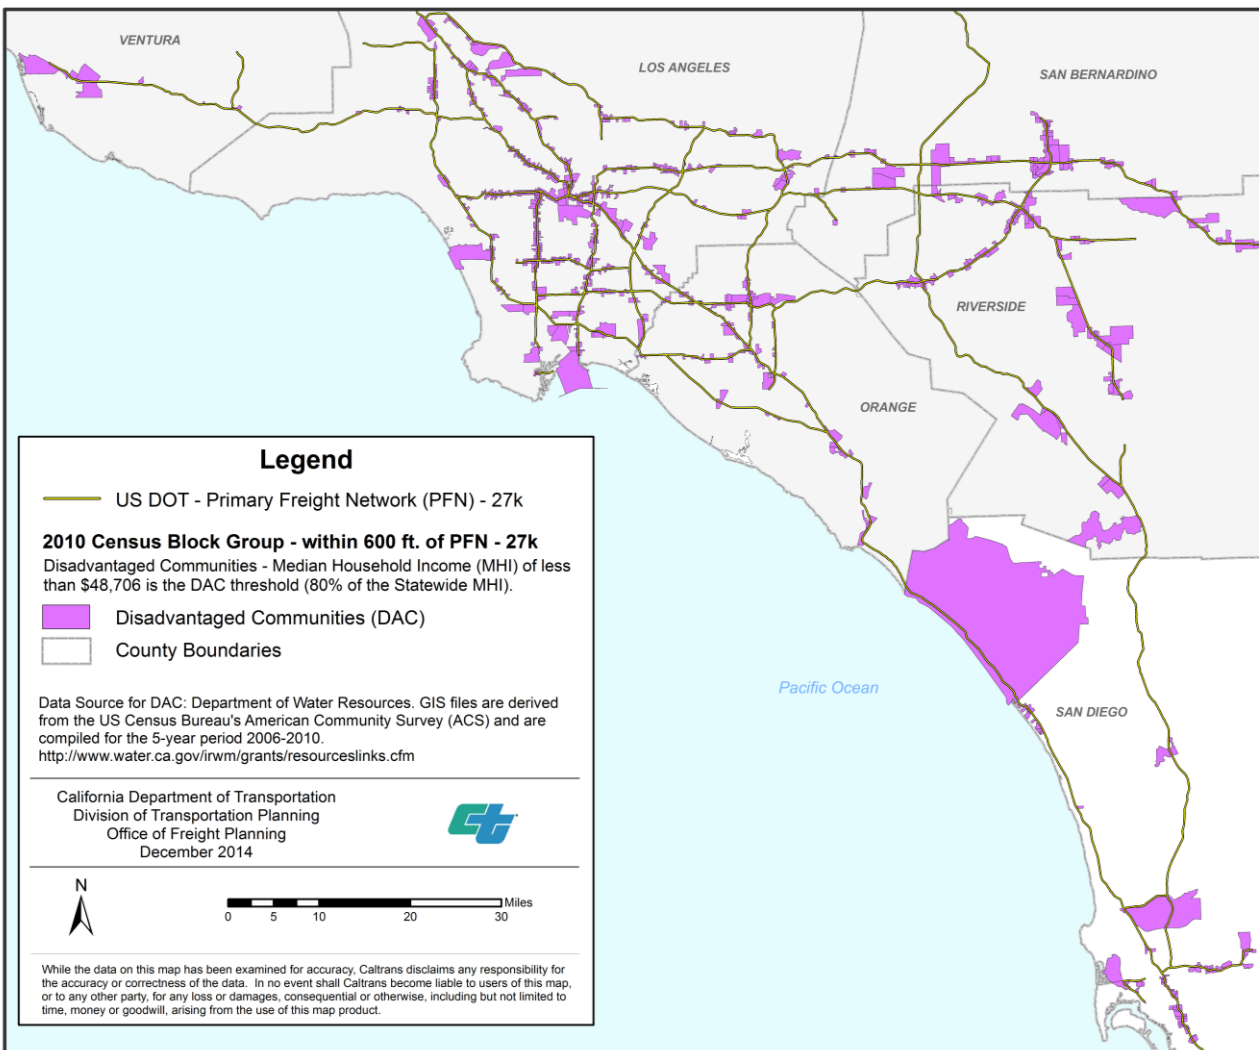 VENTURA
LOS ANGELES
SAN BERNARDINO
RIVERSIDE
ORANGE
Pacific Ocean
SAN DIEGO
Legend
US DOT - Primary Freight Network (PFN) - 27k
2010 Census Block Group - within 600 ft. of PFN - 27k
Disadvantaged Communities - Median Household Income (MHI) of less
than $48,706 is the DAC threshold (80% of the Statewide MHI).
Disadvantaged Communities (DAC)
County Boundaries
Data Source for DAC: Department of Water Resources. GIS files are derived
from the US Census Bureau's American Community Survey (ACS) and are
compiled for the 5-year period 2006-2010.
http://www.water.ca.gov/irwm/grants/resourceslinks.cfm
California Department of Transportation
Division of Transportation Planning
Office of Freight Planning
December 2014
ct
N
Miles
0 5 10 20 30
While the data on this map has been examined for accuracy, Caltrans disclaims any responsibility for
the accuracy or correctness of the data. In no event shall Caltrans become liable to users of this map,
or to any other party, for any loss or damages, consequential or otherwise, including but not limited to
time, money or goodwill, arising from the use of this map product.